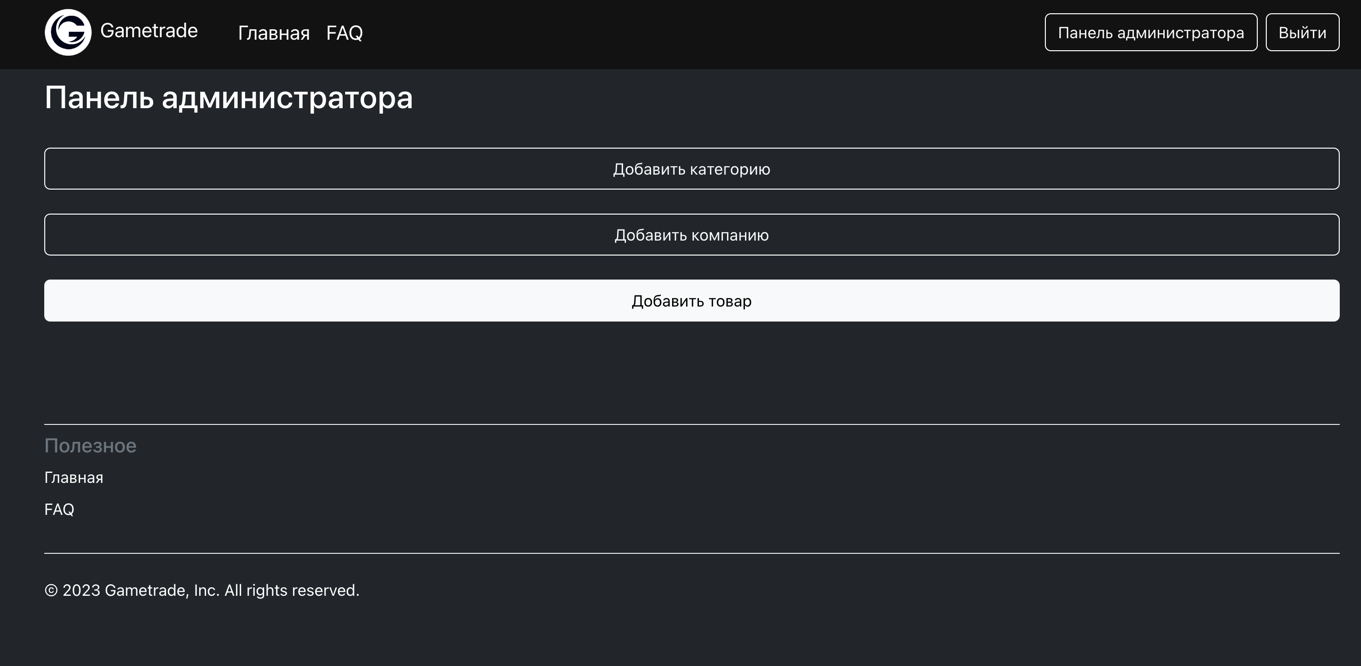 Gametrade Главная FAQ Панель администратора Выйти
Панель администратора
Добавить категорию
Добавить компанию
Добавить товар
Полезное
Главная
FAQ
© 2023 Gametrade, Inc. All rights reserved.